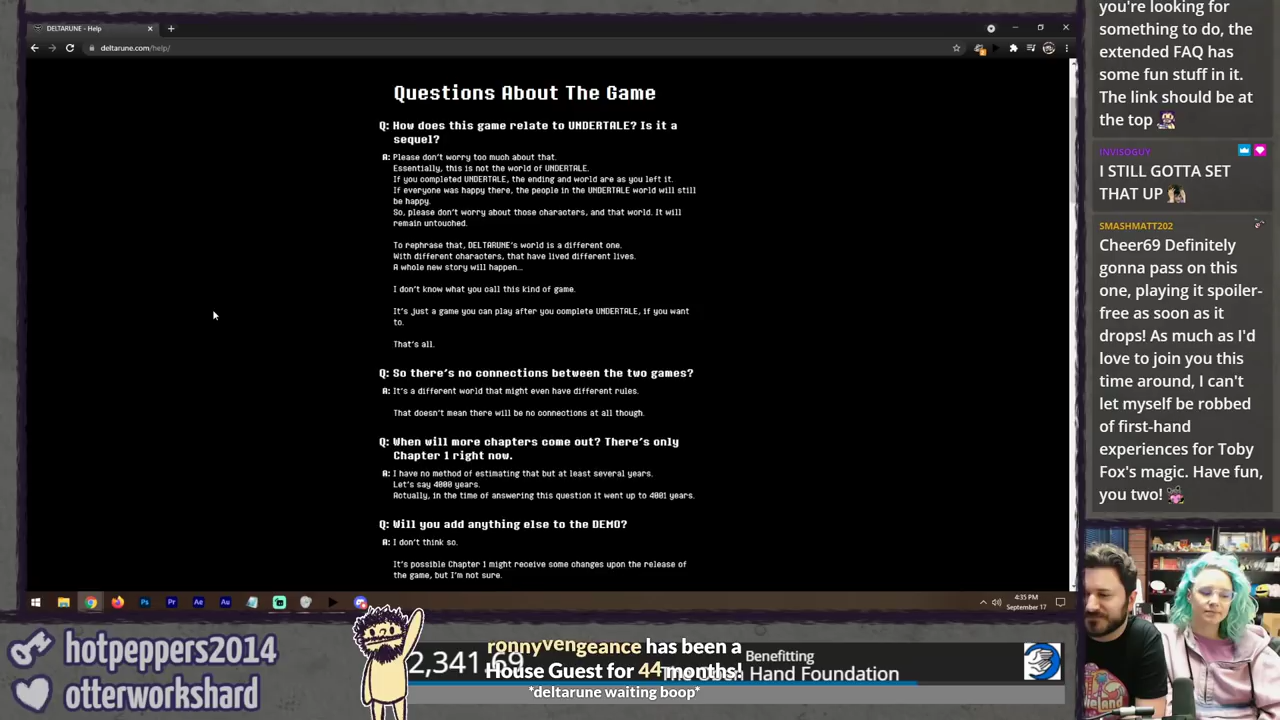 DELTARUNE - Help
deltarune.com/help/
Questions About The Game
Q: How does this game relate to UNDERTALE? Is it a
sequel?
A: Please don't worry too much about that.
Essentially, this is not the world of UNDERTALE.
If you completed UNDERTALE, the ending and world are as you left it.
If everyone was happy there, the people in the UNDERTALE world will still
be happy.
So, please don't worry about those characters, and that world. It will
remain untouched.
To rephrase that, DELTARUNE's world is a different one.
With different characters, that have lived different lives.
A whole new story will happen...
I don't know what you call this kind of game.
It's just a game you can play after you complete UNDERTALE, if you want
to.
That's all.
Q: So there's no connections between the two games?
A: It's a different world that might even have different rules.
That doesn't mean there will be no connections at all though.
Q: When will more chapters come out? There's only
Chapter 1 right now.
A: I have no method of estimating that but at least several years.
Let's say 4000 years.
Actually, in the time of answering this question it went up to 4001 years.
Q: Will you add anything else to the DEMO?
A: I don't think so.
It's possible Chapter 1 might receive some changes upon the release of
the game, but I'm not sure.
4:35 PM
September 17
you're looking for
something to do, the
extended FAQ has
some fun stuff in it.
The link should be at
the top
INVISOGUY
I STILL GOTTA SET
THAT UP
SMASHMATT202
Cheer69 Definitely
gonna pass on this
one, playing it spoiler-
free as soon as it
drops! As much as I'd
love to join you this
time around, I can't
let myself be robbed
of first-hand
experiences for Toby
Fox's magic. Have fun,
you two!
hotpeppers2014
otterworkshard
ronnyvengeance has been a
House Guest for 44 months!
*deltarune waiting boop*
2,341.69
Benefitting
Hand Foundation